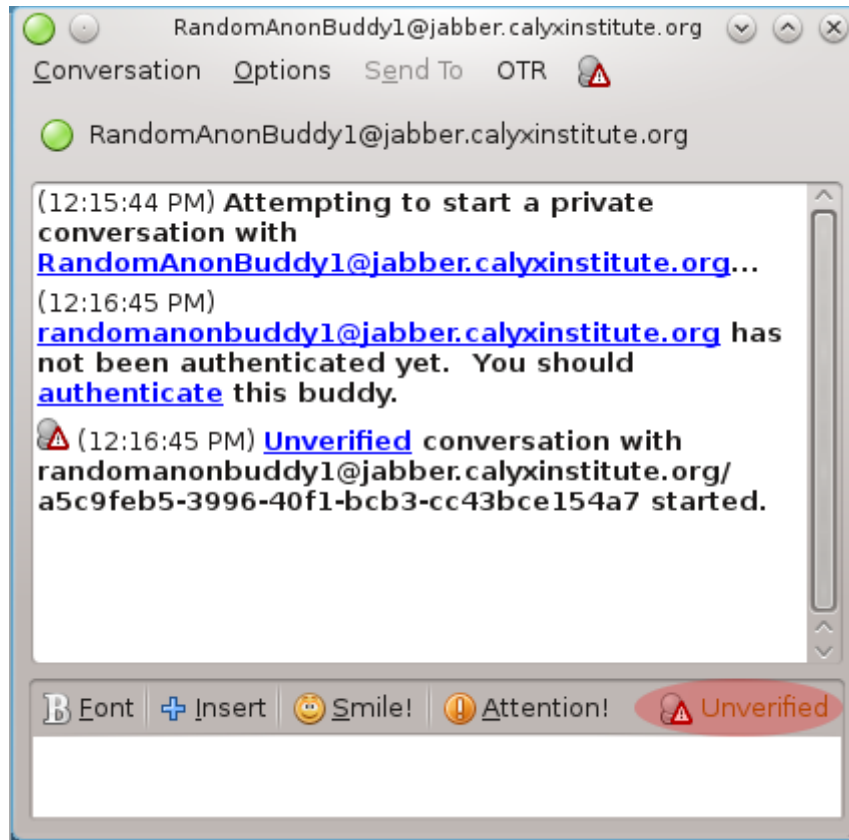 RandomAnonBuddy1@jabber.calyxinstitute.org
Conversation Options Send To OTR
RandomAnonBuddy1@jabber.calyxinstitute.org
(12:15:44 PM) Attempting to start a private
conversation with
RandomAnonBuddy1@jabber.calyxinstitute.org...
(12:16:45 PM)
randomanonbuddy1@jabber.calyxinstitute.org has
not been authenticated yet.  You should
authenticate this buddy.
(12:16:45 PM) Unverified conversation with
randomanonbuddy1@jabber.calyxinstitute.org/
a5c9feb5-3996-40f1-bcb3-cc43bce154a7 started.
Font Insert Smile! Attention! Unverified